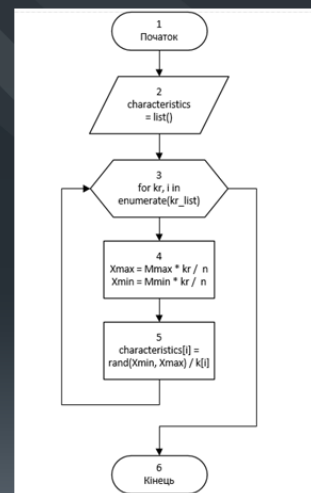 1
Початок
2
characteristics
= list()
3
for kr, i in
enumerate(kr_list)
4
Xmax = Mmax * kr / n
Xmin = Mmin * kr / n
5
characteristics[i] =
rand(Xmin, Xmax) / k[i]
6
Кінець